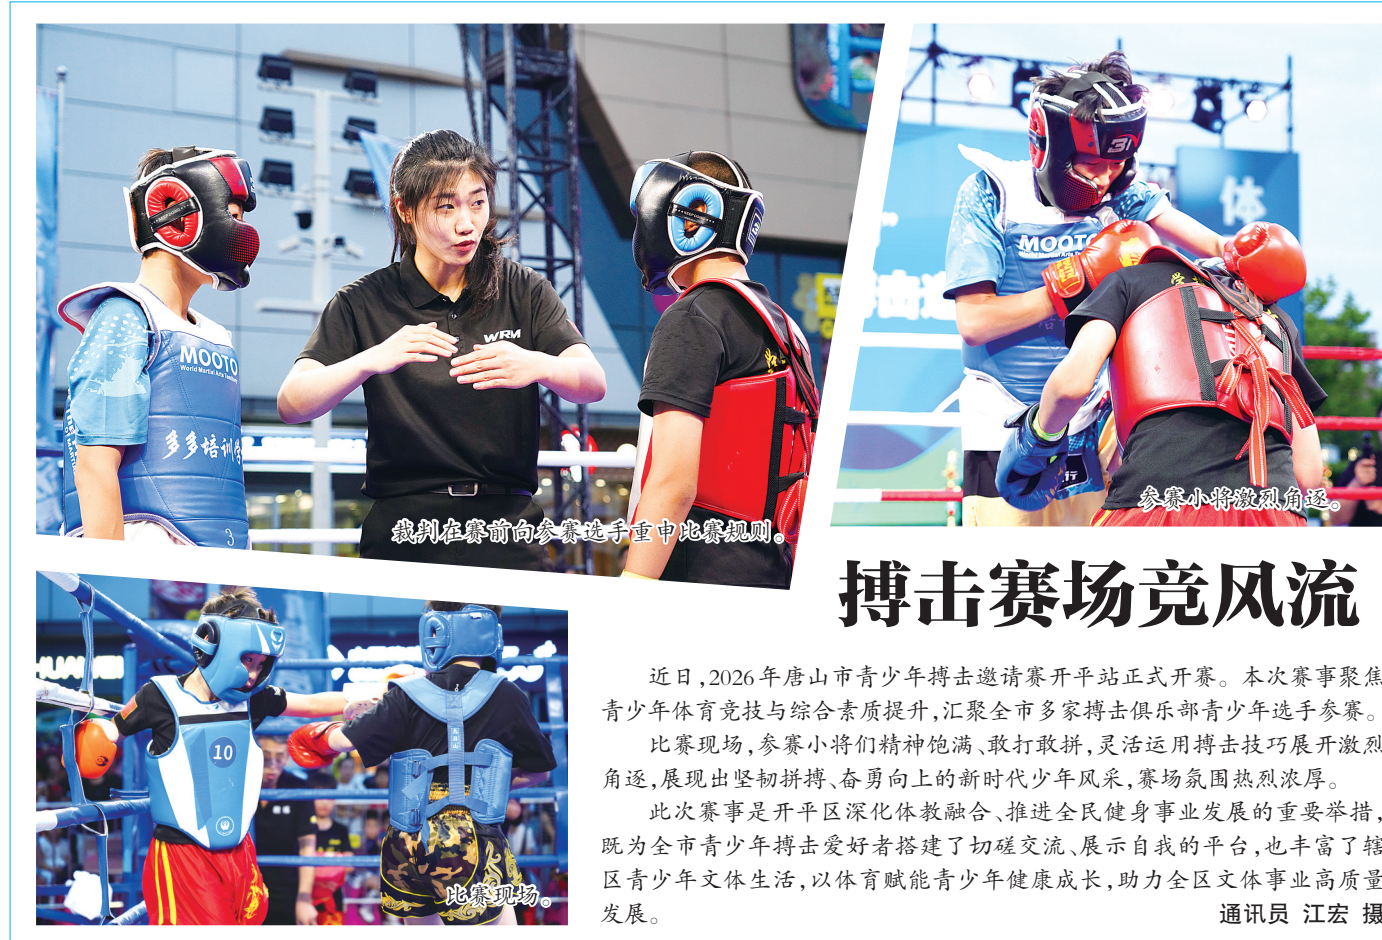 MOOTO
World Martial Arts
多多培训学
3
WRM
裁判在赛前向参赛选手重申比赛规则。
体
3N
MOOTO
World Martial Arts
参赛小将激烈角逐。
HUAWEI
10
比赛现场。
搏击赛场竞风流
近日,2026年唐山市青少年搏击邀请赛开平站正式开赛。本次赛事聚焦
青少年体育竞技与综合素质提升,汇聚全市多家搏击俱乐部青少年选手参赛。
比赛现场,参赛小将们精神饱满、敢打敢拼,灵活运用搏击技巧展开激烈
角逐,展现出坚韧拼搏、奋勇向上的新时代少年风采,赛场氛围热烈浓厚。
此次赛事是开平区深化体教融合、推进全民健身事业发展的重要举措,
既为全市青少年搏击爱好者搭建了切磋交流、展示自我的平台,也丰富了辖
区青少年文体生活,以体育赋能青少年健康成长,助力全区文体事业高质量
发展。
通讯员 江宏 摄